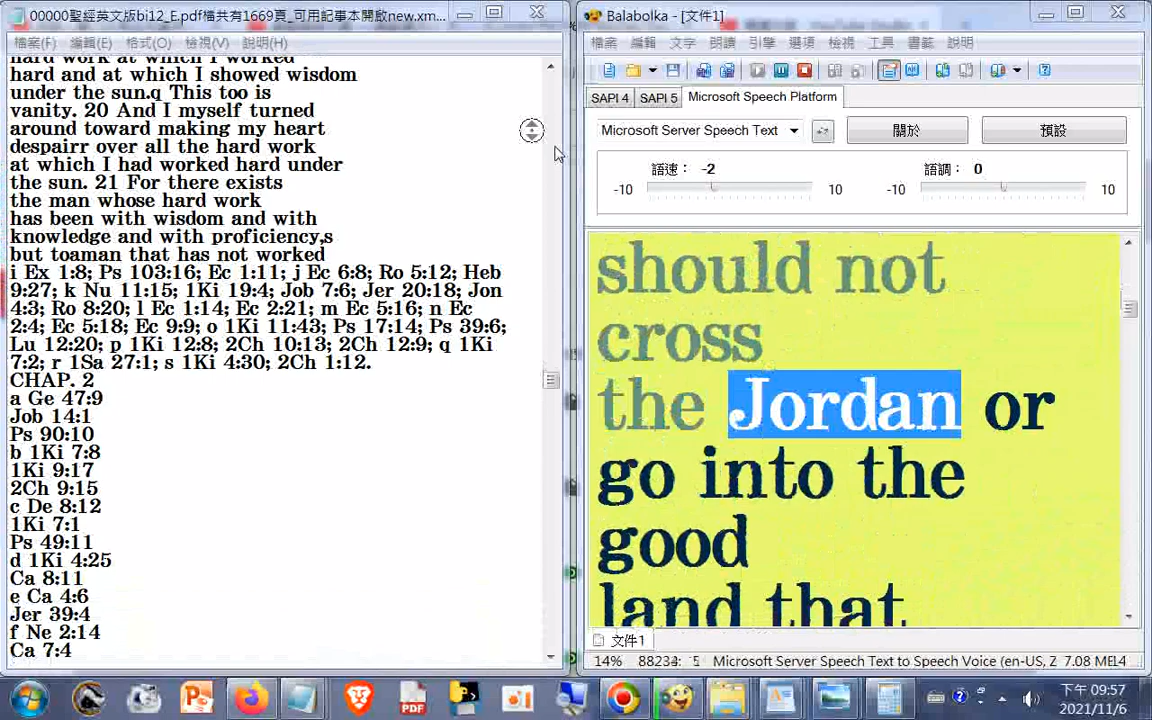 00000聖經英文版bi12_E.pdf檔共有1669頁_可用記事本開啟new.xm...
檔案(F) 編輯(E) 格式(O) 檢視(V) 說明(H)
hard work at which I worked
hard and at which I showed wisdom
under the sun.q This too is
vanity. 20 And I myself turned
around toward making my heart
despairr over all the hard work
at which I had worked hard under
the sun. 21 For there exists
the man whose hard work
has been with wisdom and with
knowledge and with proficiency,s
but toaman that has not worked
i Ex 1:8; Ps 103:16; Ec 1:11; j Ec 6:8; Ro 5:12; Heb
9:27; k Nu 11:15; 1Ki 19:4; Job 7:6; Jer 20:18; Jon
4:3; Ro 8:20; l Ec 1:14; Ec 2:21; m Ec 5:16; n Ec
2:4; Ec 5:18; Ec 9:9; o 1Ki 11:43; Ps 17:14; Ps 39:6;
Lu 12:20; p 1Ki 12:8; 2Ch 10:13; 2Ch 12:9; q 1Ki
7:2; r 1Sa 27:1; s 1Ki 4:30; 2Ch 1:12.
CHAP. 2
a Ge 47:9
Job 14:1
Ps 90:10
b 1Ki 7:8
1Ki 9:17
2Ch 9:15
c De 8:12
1Ki 7:1
Ps 49:11
d 1Ki 4:25
Ca 8:11
e Ca 4:6
Jer 39:4
f Ne 2:14
Ca 7:4
Balabolka - [文件1]
檔案 編輯 文字 朗讀 引擎 選項 檢視 工具 書籤 說明
SAPI 4 SAPI 5 Microsoft Speech Platform
Microsoft Server Speech Text 關於 預設
語速： -2 語調： 0
-10 10 -10 10
should not
cross
the Jordan or
go into the
good
land that
文件1
14% Microsoft Server Speech Text to Speech Voice (en-US, Z 7.08 ME14
PDF
下午 09:57
2021/11/6